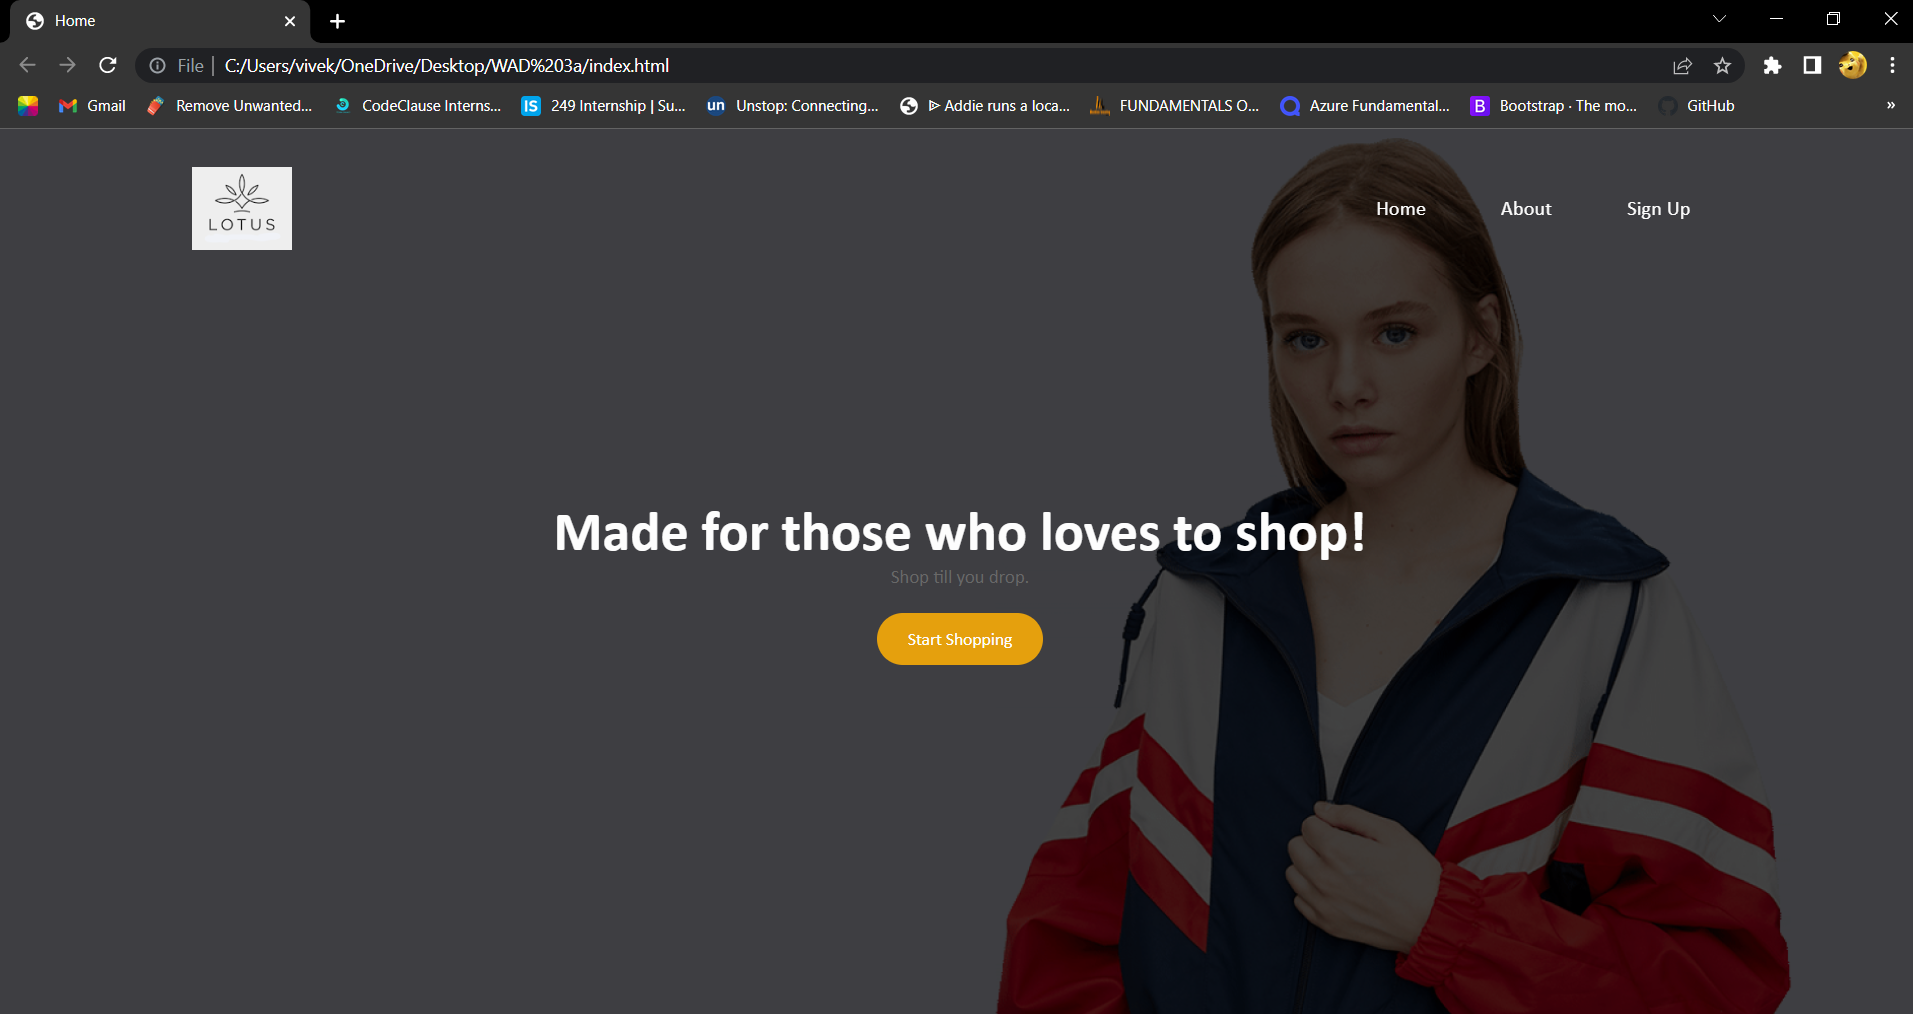 Home
File | C:/Users/vivek/OneDrive/Desktop/WAD%203a/index.html
Gmail Remove Unwanted... CodeClause Interns... IS 249 Internship | Su... un Unstop: Connecting... ⊳ Addie runs a loca... FUNDAMENTALS O... Azure Fundamental... B Bootstrap · The mo... GitHub »
LOTUS
Home About Sign Up
Made for those who loves to shop!
Shop till you drop.
Start Shopping